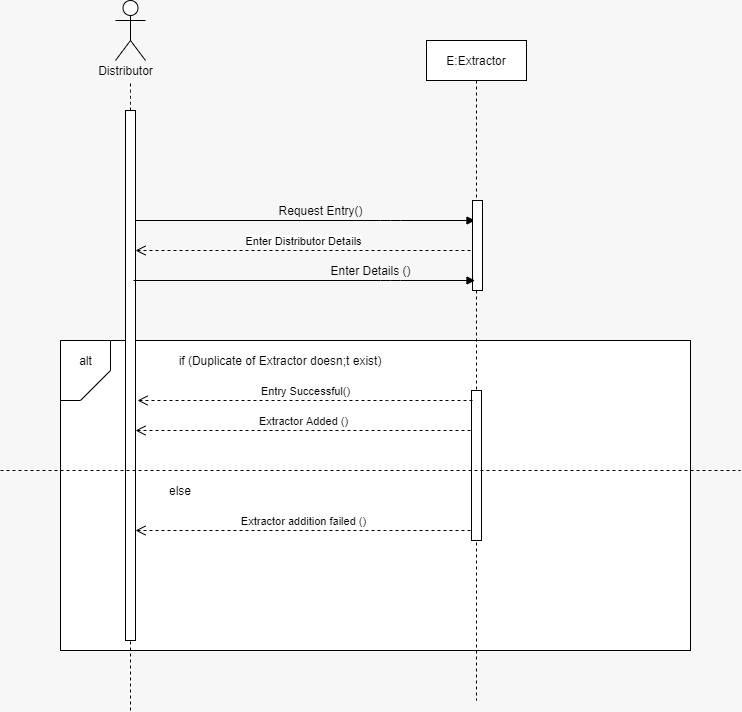 Distributor
E:Extractor
Request Entry()
Enter Distributor Details
Enter Details ()
alt
if (Duplicate of Extractor doesn;t exist)
Entry Successful()
Extractor Added ()
else
Extractor addition failed ()